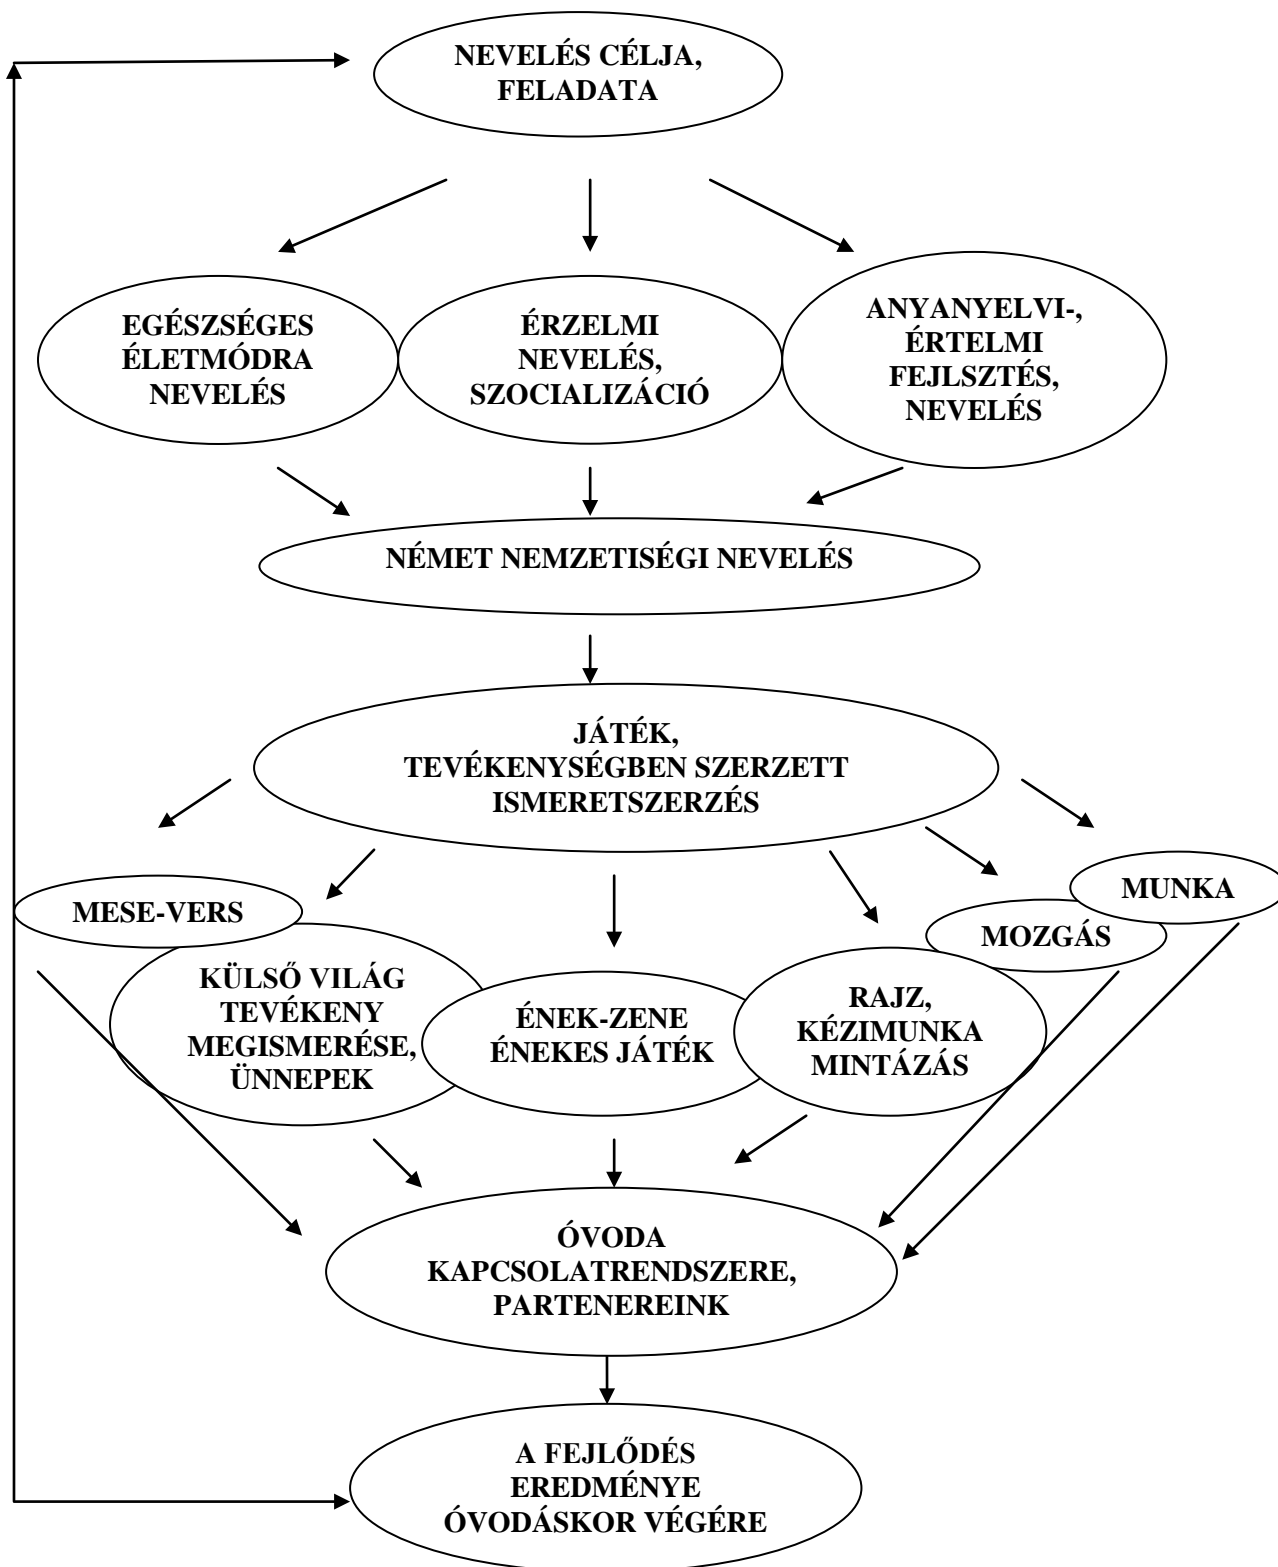 NEVELÉS CÉLJA,
FELADATA
EGÉSZSÉGES
ÉLETMÓDRA
NEVELÉS
ÉRZELMI
NEVELÉS,
SZOCIALIZÁCIÓ
ANYANYELVI-,
ÉRTELMI
FEJLSZTÉS,
NEVELÉS
NÉMET NEMZETISÉGI NEVELÉS
JÁTÉK,
TEVÉKENYSÉGBEN SZERZETT
ISMERETSZERZÉS
MESE-VERS
KÜLSŐ VILÁG
TEVÉKENY
MEGISMERÉSE,
ÜNNEPEK
ÉNEK-ZENE
ÉNEKES JÁTÉK
RAJZ,
KÉZIMUNKA
MINTÁZÁS
MOZGÁS
MUNKA
ÓVODA
KAPCSOLATRENDSZERE,
PARTENEREINK
A FEJLŐDÉS
EREDMÉNYE
ÓVODÁSKOR VÉGÉRE